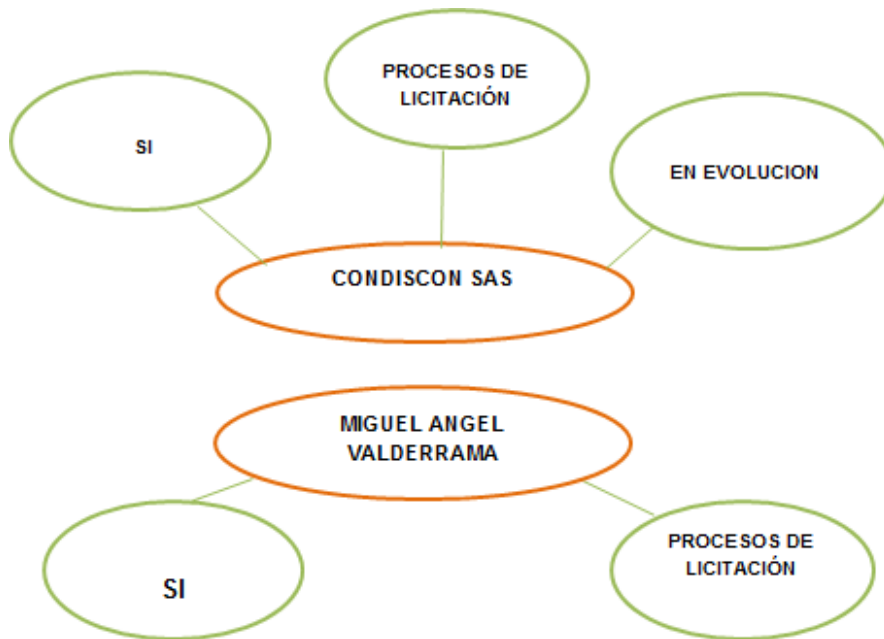 PROCESOS DE
LICITACIÓN
SI
EN EVOLUCION
CONDISCON SAS
MIGUEL ANGEL
VALDERRAMA
SI
PROCESOS DE
LICITACIÓN